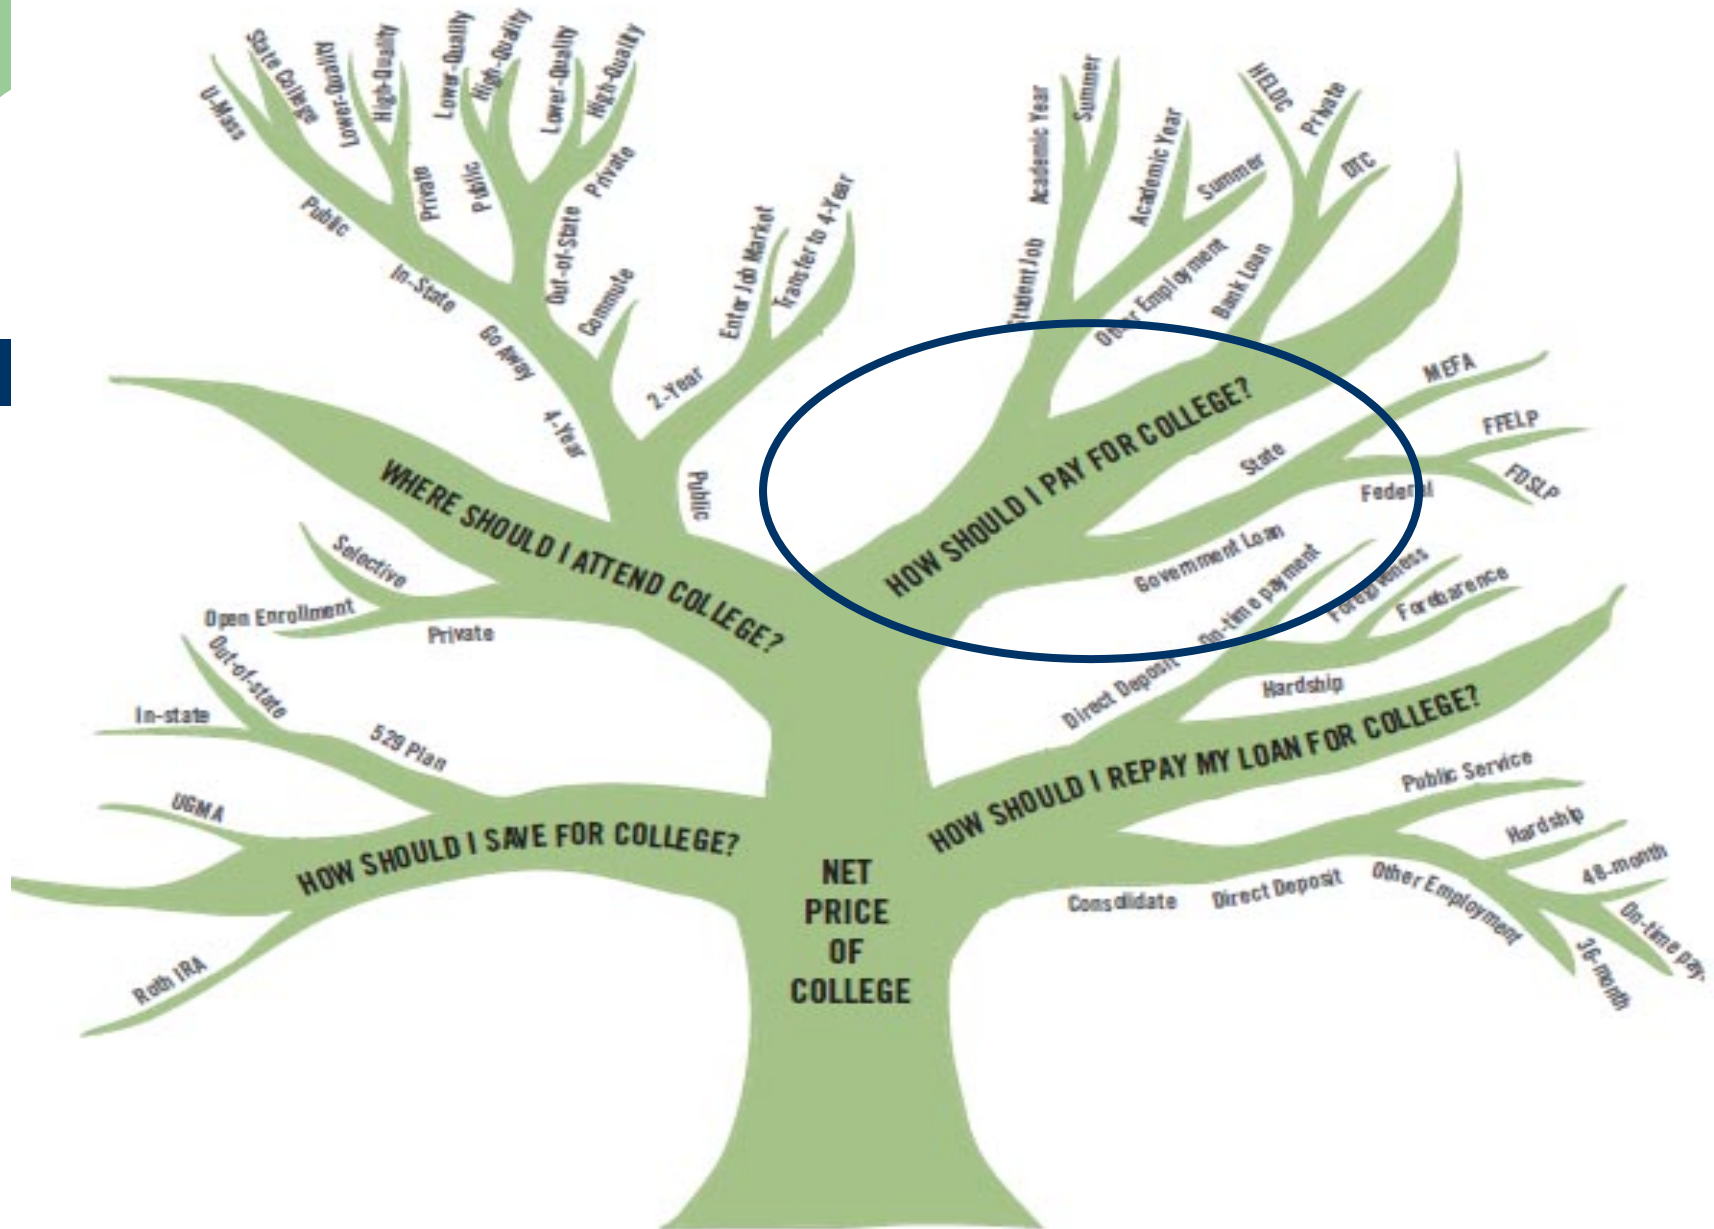 U-Mass
State College
Lower-Quality
High-Quality
Lower-Quality
High-Quality
Lower-Quality
High-Quality
Public
Private
Public
Private
In-State
Out-of-State
Go Away
Commute
4-Year
2-Year
Enter Job Market
Transfer to 4-Year
Public
WHERE SHOULD I ATTEND COLLEGE?
Selective
Open Enrollment
Private
Out-of-state
In-state
529 Plan
UGMA
HOW SHOULD I SAVE FOR COLLEGE?
Roth IRA
Academic Year
Summer
Student Job
Academic Year
Summer
Other Employment
HELOC
Private
DTC
Bank Loan
HOW SHOULD I PAY FOR COLLEGE?
MEFA
State
FFELP
FDSLP
Federal
Government Loan
On-time payment
Foregiveness
Forebarence
Direct Deposit
Hardship
HOW SHOULD I REPAY MY LOAN FOR COLLEGE?
Public Service
Hardship
48-month
On-time pay-
36-month
Other Employment
Direct Deposit
Consolidate
NET
PRICE
OF
COLLEGE